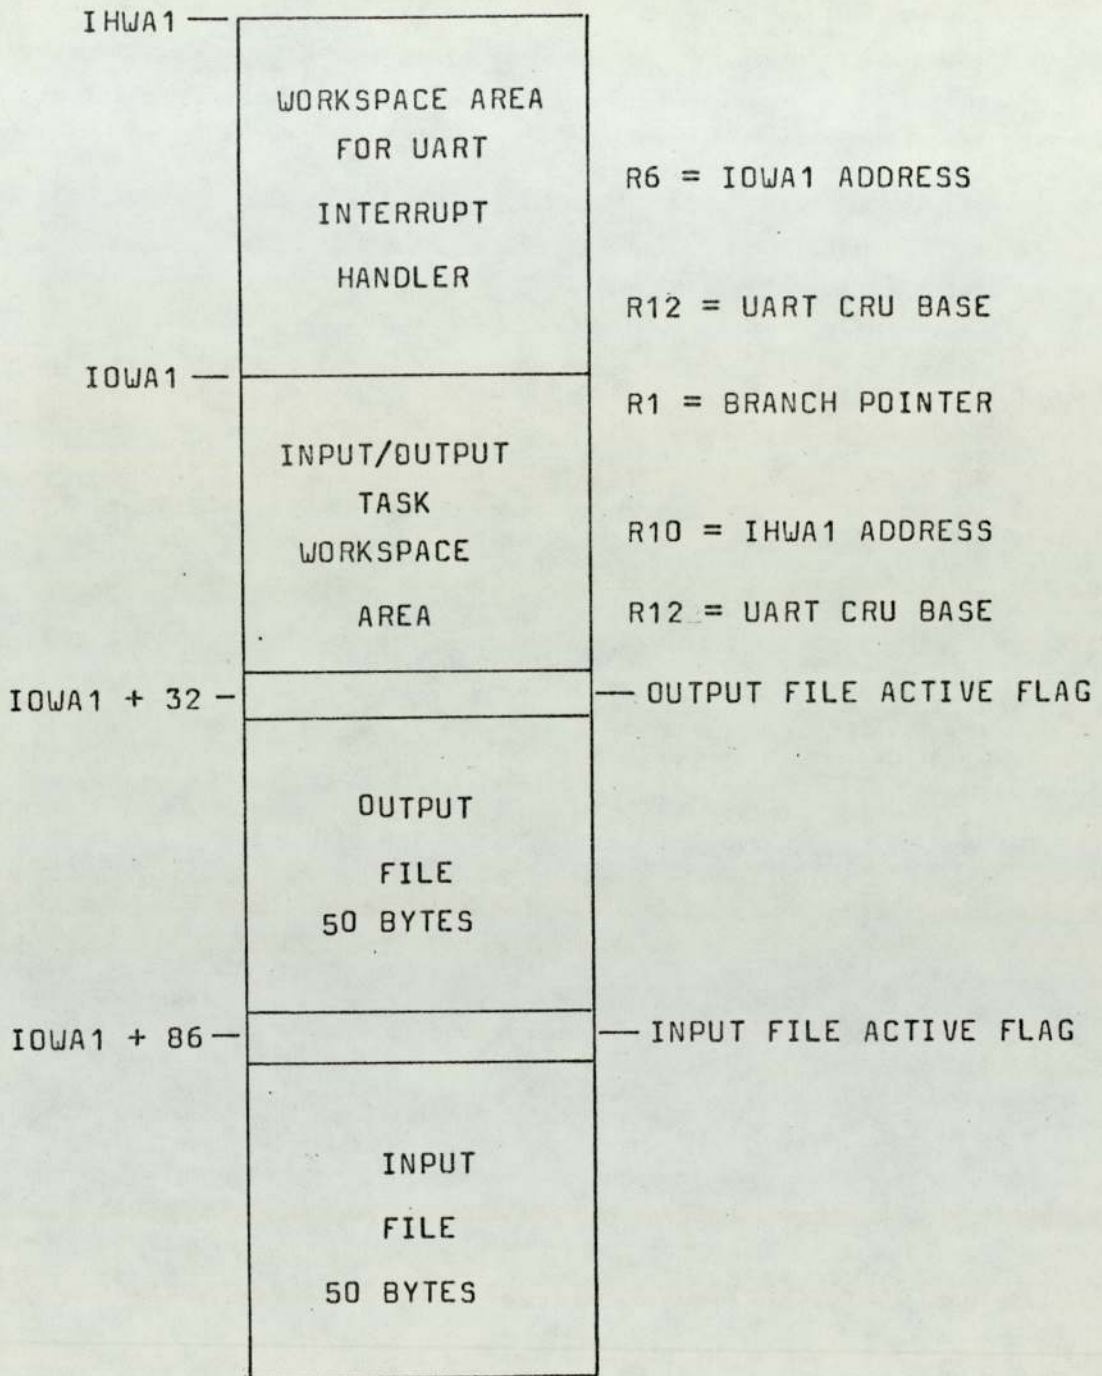 IHWA1
WORKSPACE AREA
FOR UART
INTERRUPT
HANDLER
R6 = IOWA1 ADDRESS
R12 = UART CRU BASE
IOWA1
R1 = BRANCH POINTER
INPUT/OUTPUT
TASK
WORKSPACE
AREA
R10 = IHWA1 ADDRESS
R12 = UART CRU BASE
IOWA1 + 32
OUTPUT FILE ACTIVE FLAG
OUTPUT
FILE
50 BYTES
IOWA1 + 86
INPUT FILE ACTIVE FLAG
INPUT
FILE
50 BYTES